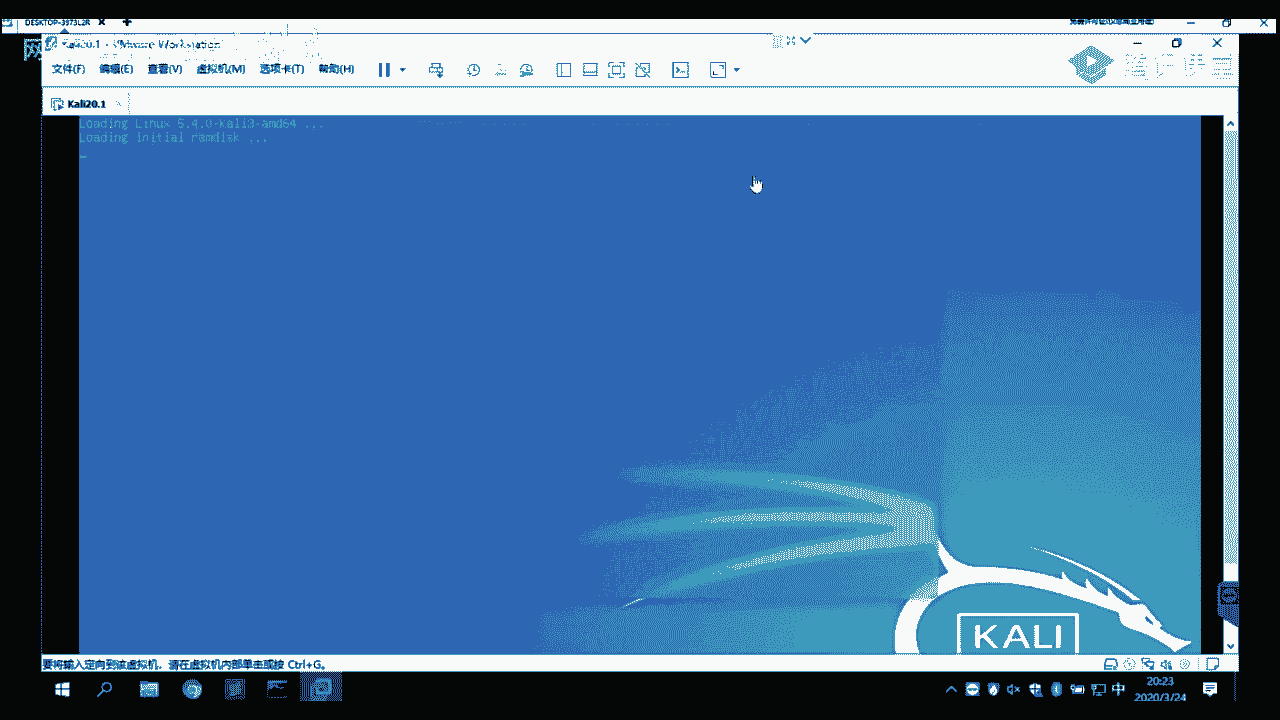 DESKTOP-3973L2R
Kali20.1 - VMware Workstation
文件(F) 编辑(E) 查看(V) 虚拟机(M) 选项卡(T) 帮助(H)
Kali20.1
Loading Linux 5.4.0-kali3-amd64 ...
Loading initial ramdisk ...
KALI
要将输入定向到该虚拟机，请在虚拟机内部单击或按 Ctrl+G。
中
20:23
2020/3/24